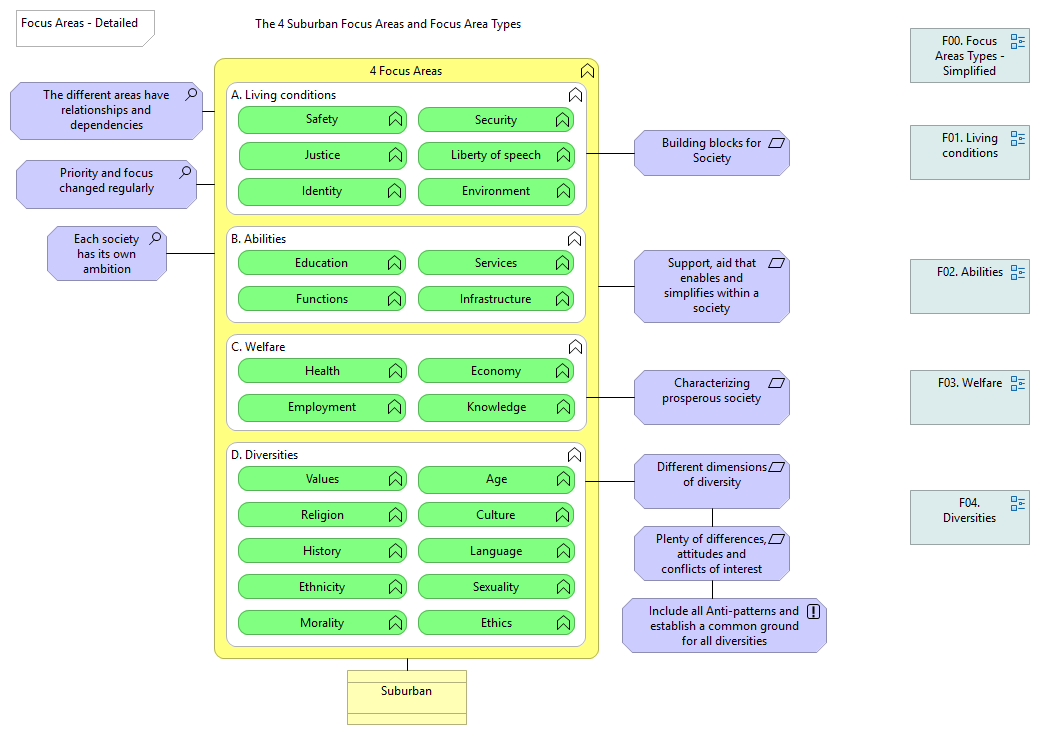 Focus Areas - Detailed
The 4 Suburban Focus Areas and Focus Area Types
The different areas have
relationships and
dependencies
Priority and focus
changed regularly
Each society
has its own
ambition
4 Focus Areas
A. Living conditions
Safety
Security
Justice
Liberty of speech
Identity
Environment
B. Abilities
Education
Services
Functions
Infrastructure
C. Welfare
Health
Economy
Employment
Knowledge
D. Diversities
Values
Age
Religion
Culture
History
Language
Ethnicity
Sexuality
Morality
Ethics
Suburban
Building blocks for
Society
Support, aid that
enables and
simplifies within a
society
Characterizing
prosperous society
Different dimensions
of diversity
Plenty of differences,
attitudes and
conflicts of interest
Include all Anti-patterns and
establish a common ground
for all diversities
F00. Focus
Areas Types -
Simplified
F01. Living
conditions
F02. Abilities
F03. Welfare
F04.
Diversities